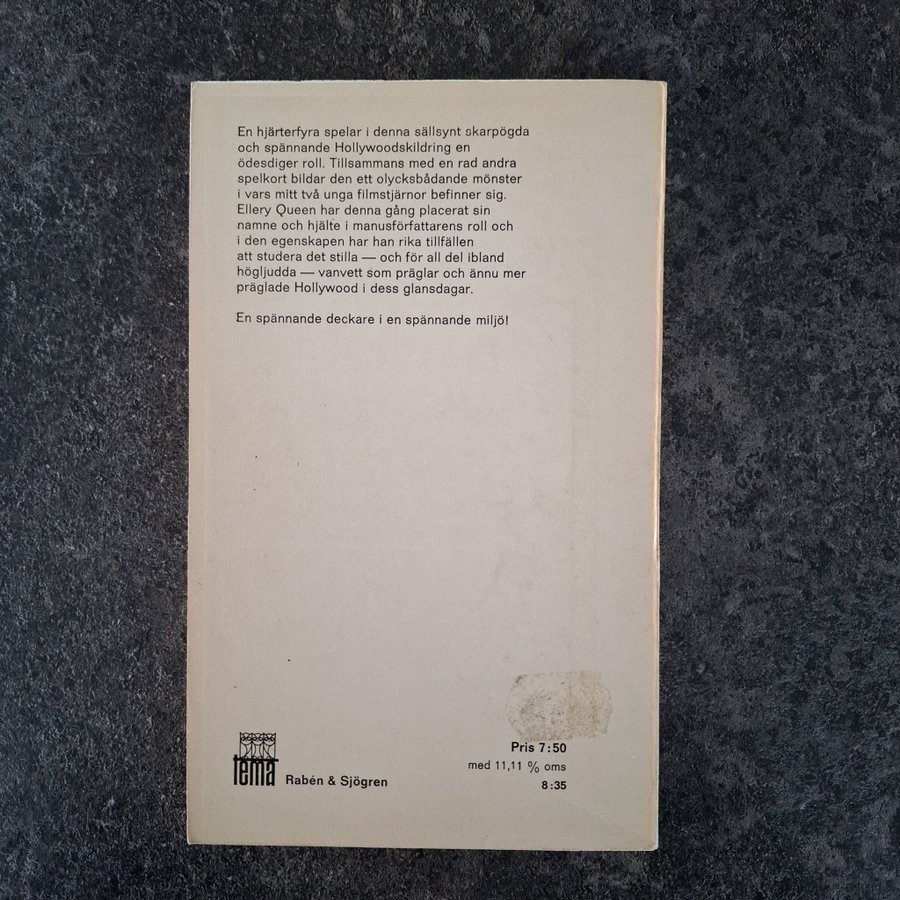 En hjärterfyra spelar i denna sällsynt skarpögda
och spännande Hollywoodskildring en
ödesdiger roll. Tillsammans med en rad andra
spelkort bildar den ett olycksbådande mönster
i vars mitt två unga filmstjärnor befinner sig.
Ellery Queen har denna gång placerat sin
namne och hjälte i manusförfattarens roll och
i den egenskapen har han rika tillfällen
att studera det stilla — och för all del ibland
högljudda — vanvett som präglar och ännu mer
präglade Hollywood i dess glansdagar.
En spännande deckare i en spännande miljö!
tema
Rabén & Sjögren
Pris 7:50
med 11,11 % oms
8:35